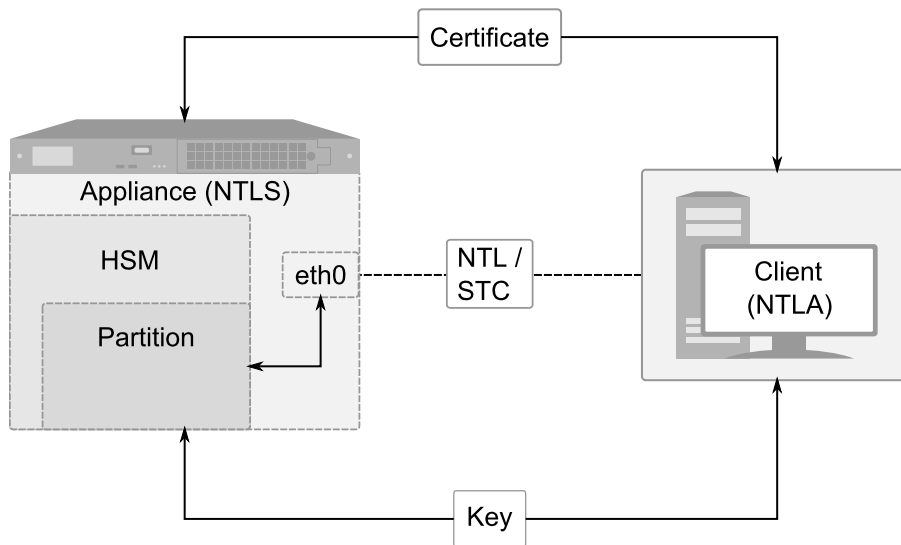 Certificate
Appliance (NTLS)
HSM
eth0
Partition
NTL /
STC
Client
(NTLA)
Key